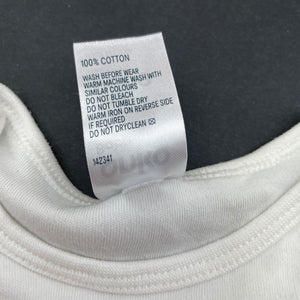 100% COTTON
WASH BEFORE WEAR
WARM MACHINE WASH WITH
SIMILAR COLOURS
DO NOT BLEACH
DO NOT TUMBLE DRY
WARM IRON ON REVERSE SIDE
IF REQUIRED
DO NOT DRYCLEAN
142341